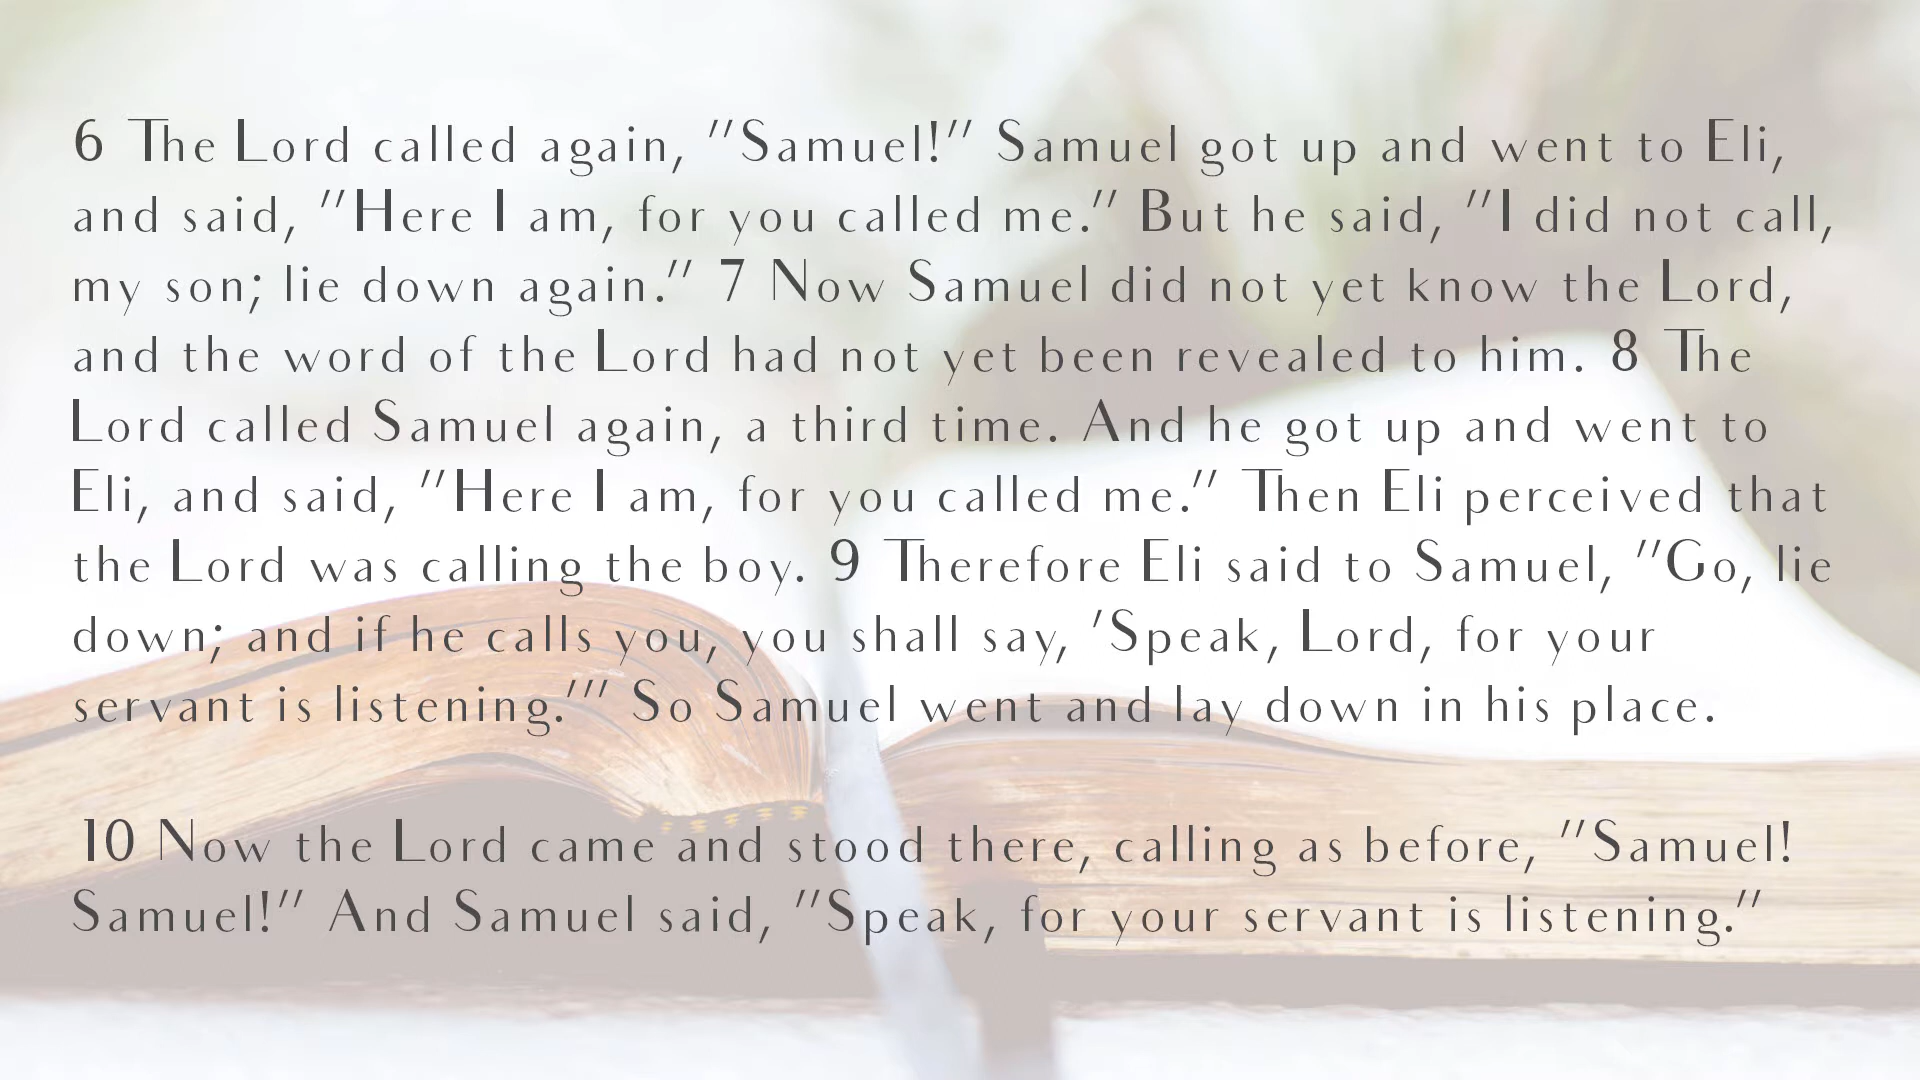 6 The Lord called again, "Samuel!" Samuel got up and went to Eli,
and said, "Here I am, for you called me." But he said, "I did not call,
my son; lie down again." 7 Now Samuel did not yet know the Lord,
and the word of the Lord had not yet been revealed to him. 8 The
Lord called Samuel again, a third time. And he got up and went to
Eli, and said, "Here I am, for you called me." Then Eli perceived that
the Lord was calling the boy. 9 Therefore Eli said to Samuel, "Go, lie
down; and if he calls you, you shall say, 'Speak, Lord, for your
servant is listening.'" So Samuel went and lay down in his place.
10 Now the Lord came and stood there, calling as before, "Samuel!
Samuel!" And Samuel said, "Speak, for your servant is listening."